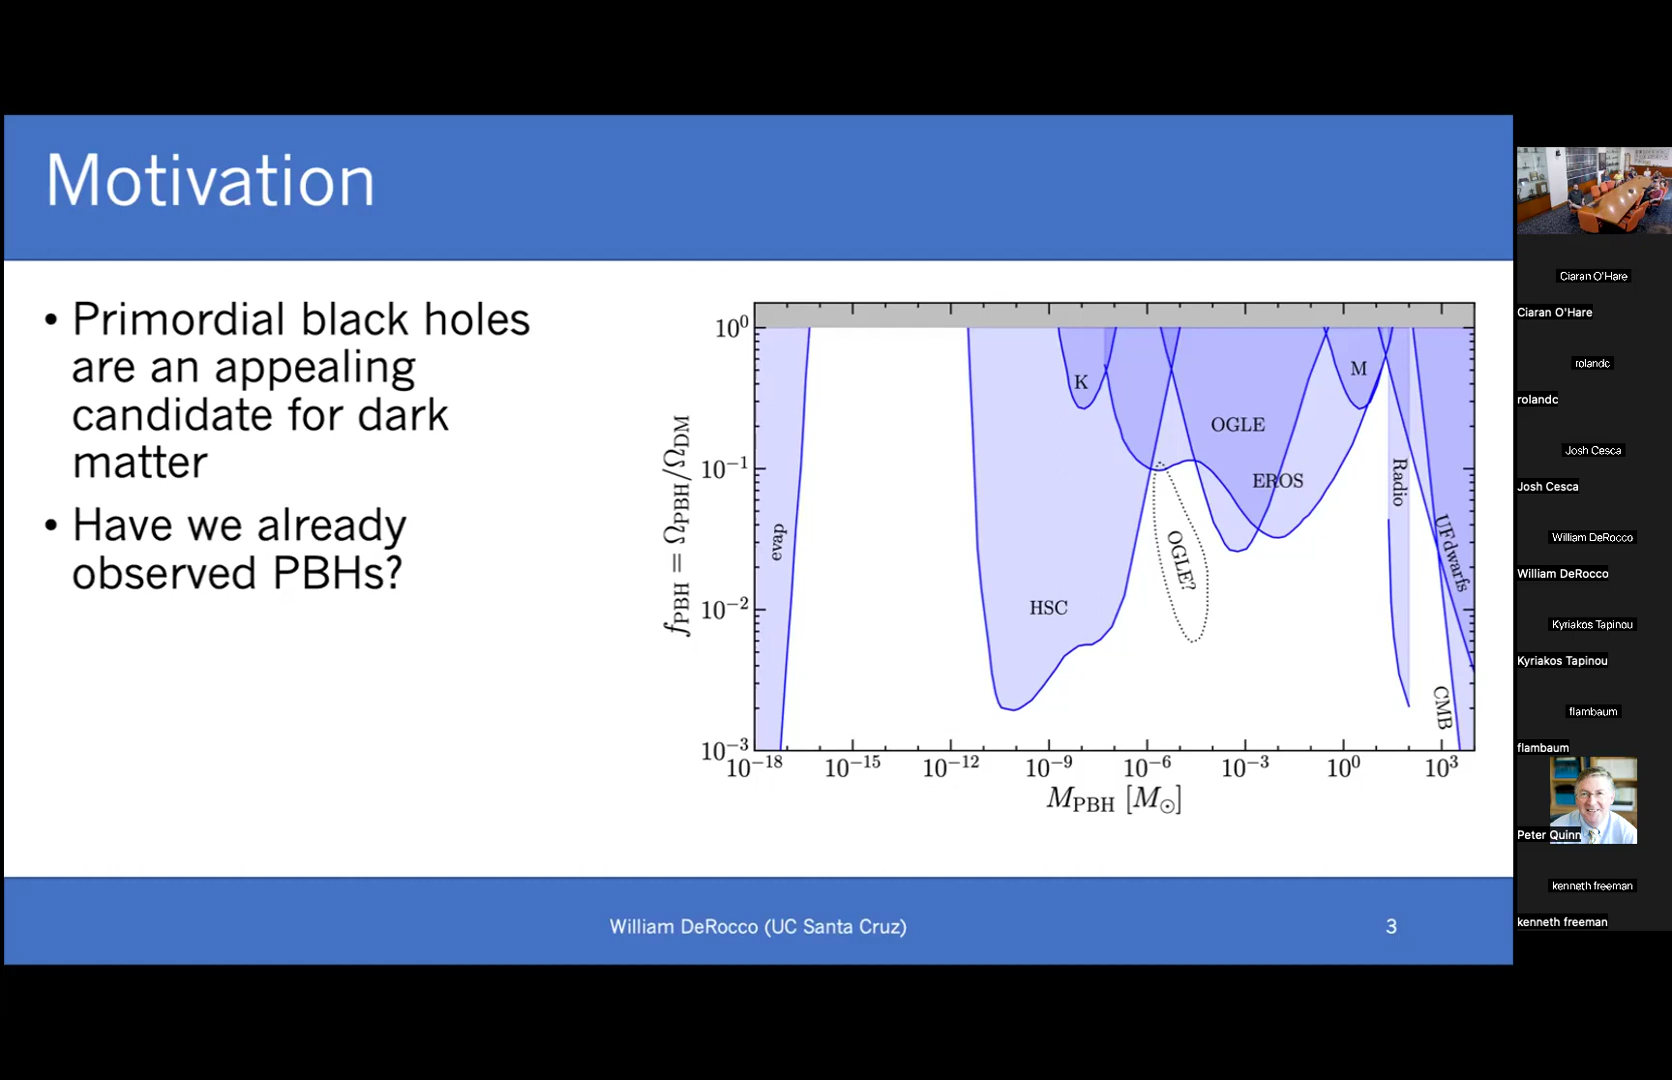 Motivation
• Primordial black holes
are an appealing
candidate for dark
matter
• Have we already
observed PBHs?
f_PBH = Ω_PBH/Ω_DM
10⁰
10⁻¹
10⁻²
10⁻³
evap
HSC
K
OGLE
EROS
M
OGLE?
Radio
UFdwarfs
CMB
10⁻¹⁸ 10⁻¹⁵ 10⁻¹² 10⁻⁹ 10⁻⁶ 10⁻³ 10⁰ 10³
M_PBH [M_⊙]
William DeRocco (UC Santa Cruz)
3
Ciaran O'Hare
Ciaran O'Hare
rolandc
rolandc
Josh Cesca
Josh Cesca
William DeRocco
William DeRocco
Kyriakos Tapinou
Kyriakos Tapinou
flambaum
flambaum
Peter Quinn
kenneth freeman
kenneth freeman